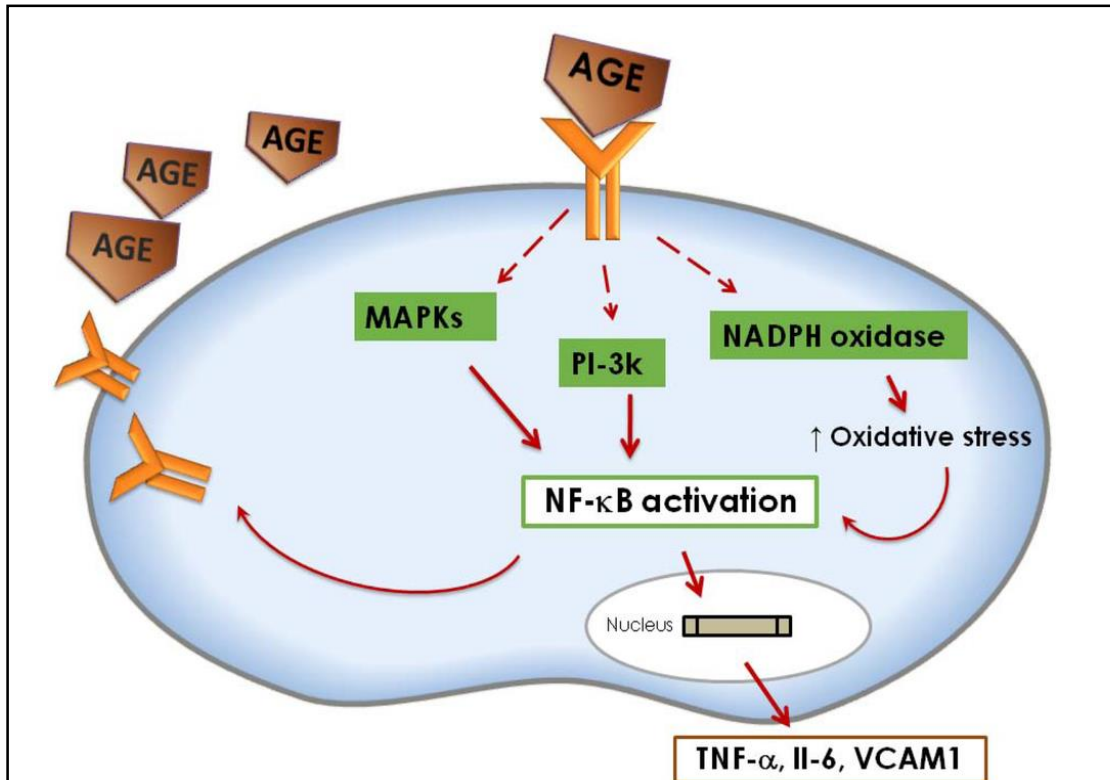 AGE
AGE
AGE
AGE
MAPKs
PI-3k
NADPH oxidase
↑ Oxidative stress
NF-κB activation
Nucleus
TNF-α, Il-6, VCAM1